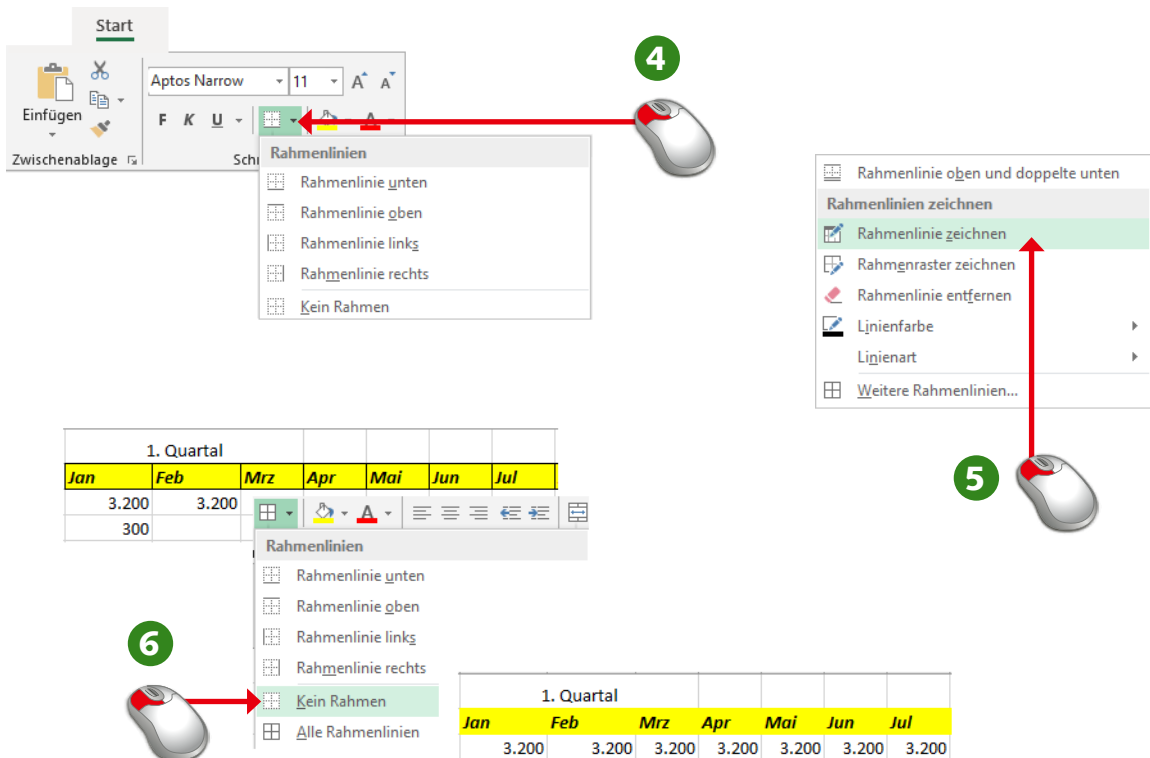 Start
4
Aptos Narrow 11 A A
Einfügen
F K U A
Zwischenablage Schr
Rahmenlinien
Rahmenlinie unten
Rahmenlinie oben
Rahmenlinie links
Rahmenlinie rechts
Kein Rahmen
Rahmenlinie oben und doppelte unten
Rahmenlinien zeichnen
Rahmenlinie zeichnen
Rahmenraster zeichnen
Rahmenlinie entfernen
Linienfarbe
Linienart
Weitere Rahmenlinien...
5
1. Quartal
Jan Feb Mrz Apr Mai Jun Jul
3.200 3.200
300
A
Rahmenlinien
Rahmenlinie unten
Rahmenlinie oben
Rahmenlinie links
Rahmenlinie rechts
Kein Rahmen
Alle Rahmenlinien
6
1. Quartal
Jan Feb Mrz Apr Mai Jun Jul
3.200 3.200 3.200 3.200 3.200 3.200 3.200